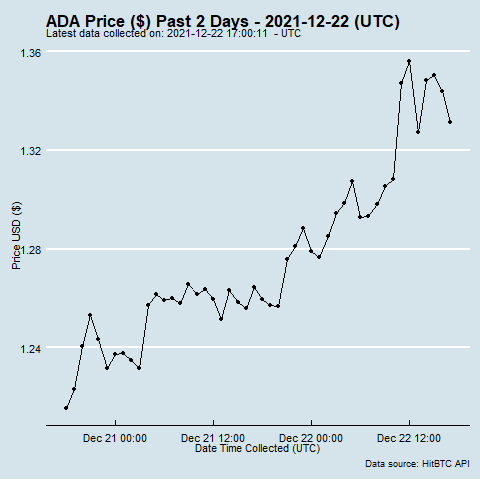 ADA Price ($) Past 2 Days - 2021-12-22 (UTC)
Latest data collected on: 2021-12-22 17:00:11 - UTC
1.36
1.32
1.28
1.24
Price USD ($)
Dec 21 00:00 Dec 21 12:00 Dec 22 00:00 Dec 22 12:00
Date Time Collected (UTC)
Data source: HitBTC API